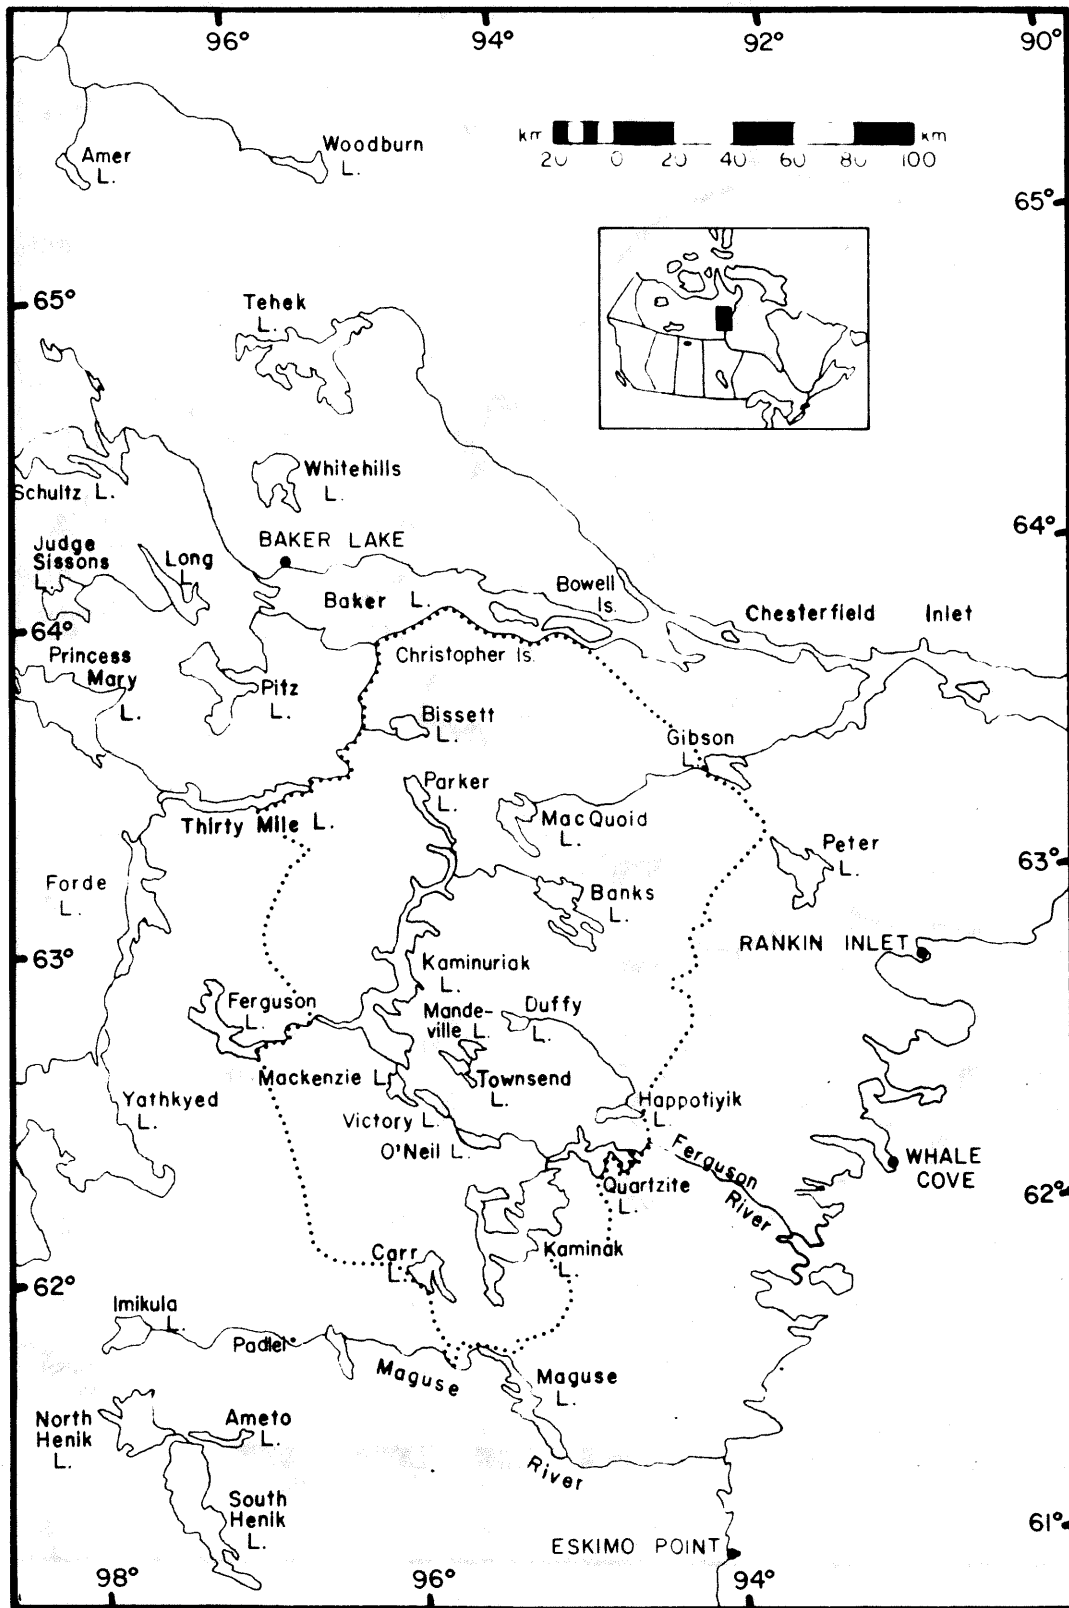 96°
94°
92°
90°
km
km
20 0 20 40 60 80 100
Amer
L.
Woodburn
L.
65°
65°
Tehek
L.
Whitehills
L.
Schultz L.
64°
BAKER LAKE
Judge
Sissons
L.
Long
L.
Bowell
Is.
Baker L.
Chesterfield Inlet
64°
Christopher Is.
Princess
Mary
L.
Pitz
L.
Bissett
L.
Gibson
L.
Parker
L.
Thirty Mile L.
MacQuoid
L.
Peter
L.
63°
Forde
L.
Banks
L.
RANKIN INLET
63°
Kaminuriak
L.
Ferguson
L.
Mande-
ville L.
Duffy
L.
Mackenzie L.
Townsend
L.
Yathkyed
L.
Victory L.
Happotiyik
L.
O'Neil L.
Ferguson
River
WHALE
COVE
Quartzite
L.
62°
Kaminak
L.
Carr
L.
62°
Imikula
L.
Padlei
Maguse
Maguse
L.
River
North
Henik
L.
Ameto
L.
South
Henik
L.
61°
ESKIMO POINT
98°
96°
94°